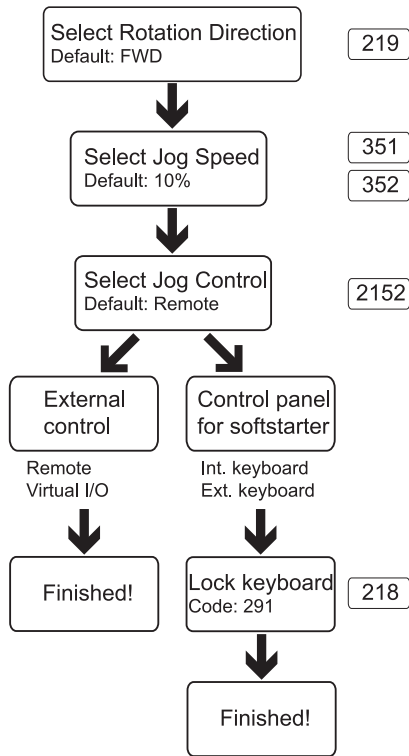 Select Rotation Direction
Default: FWD
219
Select Jog Speed
Default: 10%
351
352
Select Jog Control
Default: Remote
2152
External
control
Control panel
for softstarter
Remote
Virtual I/O
Int. keyboard
Ext. keyboard
Finished!
Lock keyboard
Code: 291
218
Finished!